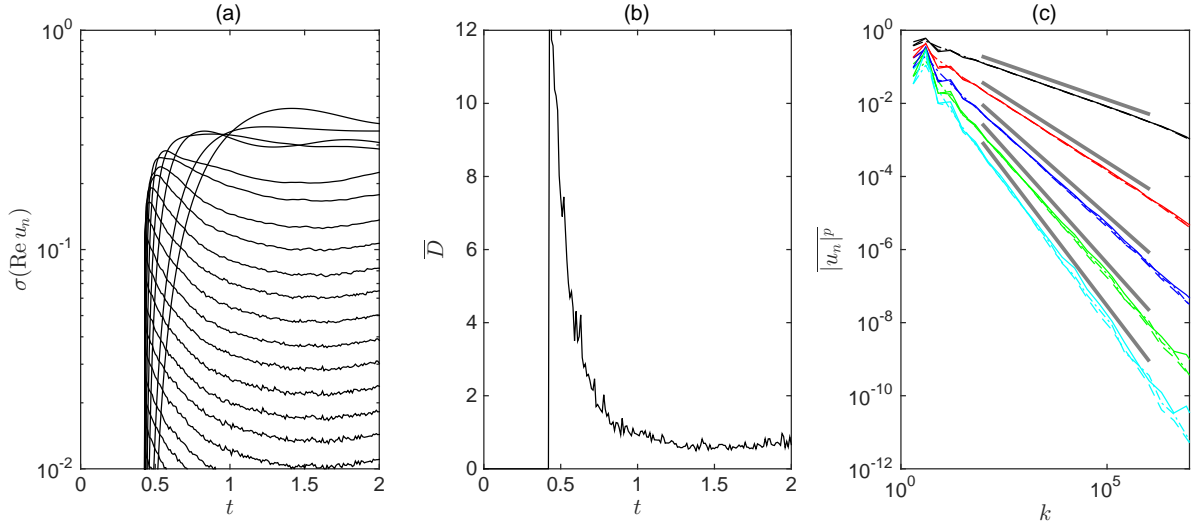 (a)
10^0
10^{-1}
10^{-2}
σ(Re u_n)
0 0.5 1 1.5 2
t
(b)
12
10
8
6
4
2
0
\overline{D}
0 0.5 1 1.5 2
t
(c)
10^0
10^{-2}
10^{-4}
10^{-6}
10^{-8}
10^{-10}
10^{-12}
\overline{|u_n|^p}
10^0 10^5
k